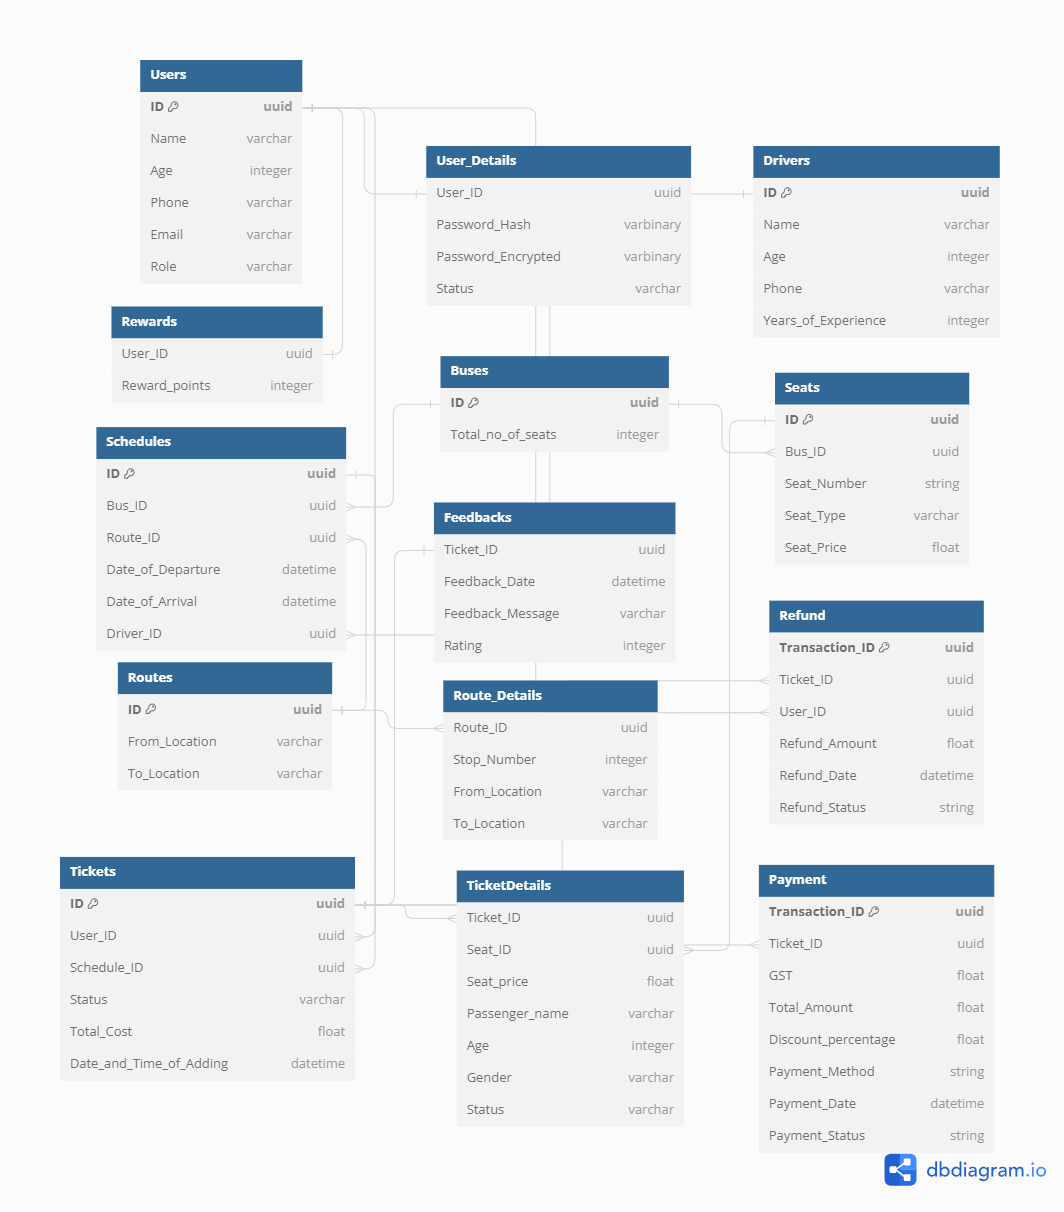 Users
ID uuid
Name varchar
Age integer
Phone varchar
Email varchar
Role varchar
User_Details
User_ID uuid
Password_Hash varbinary
Password_Encrypted varbinary
Status varchar
Drivers
ID uuid
Name varchar
Age integer
Phone varchar
Years_of_Experience integer
Rewards
User_ID uuid
Reward_points integer
Buses
ID uuid
Total_no_of_seats integer
Seats
ID uuid
Bus_ID uuid
Seat_Number string
Seat_Type varchar
Seat_Price float
Schedules
ID uuid
Bus_ID uuid
Route_ID uuid
Date_of_Departure datetime
Date_of_Arrival datetime
Driver_ID uuid
Feedbacks
Ticket_ID uuid
Feedback_Date datetime
Feedback_Message varchar
Rating integer
Refund
Transaction_ID uuid
Ticket_ID uuid
User_ID uuid
Refund_Amount float
Refund_Date datetime
Refund_Status string
Routes
ID uuid
From_Location varchar
To_Location varchar
Route_Details
Route_ID uuid
Stop_Number integer
From_Location varchar
To_Location varchar
Tickets
ID uuid
User_ID uuid
Schedule_ID uuid
Status varchar
Total_Cost float
Date_and_Time_of_Adding datetime
TicketDetails
Ticket_ID uuid
Seat_ID uuid
Seat_price float
Passenger_name varchar
Age integer
Gender varchar
Status varchar
Payment
Transaction_ID uuid
Ticket_ID uuid
GST float
Total_Amount float
Discount_percentage float
Payment_Method string
Payment_Date datetime
Payment_Status string
dbdiagram.io